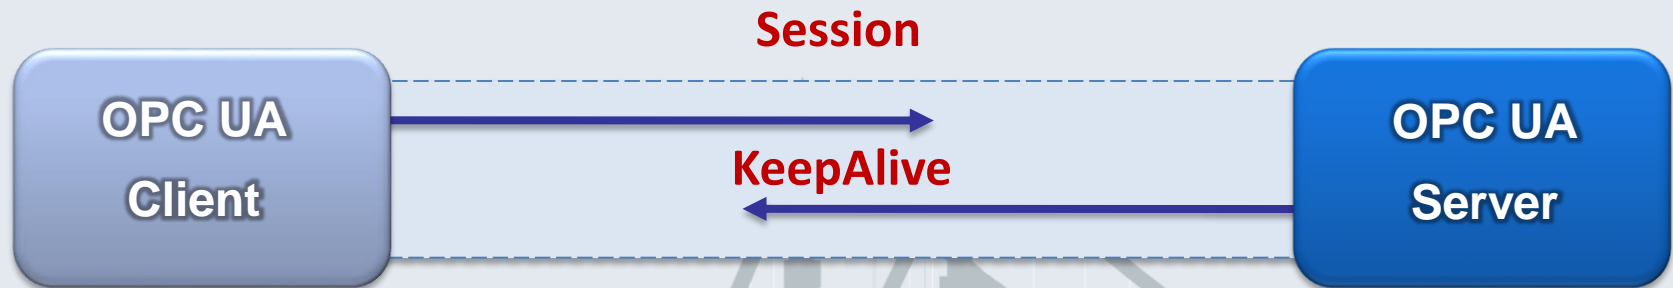 Session
OPC UA
Client
KeepAlive
OPC UA
Server